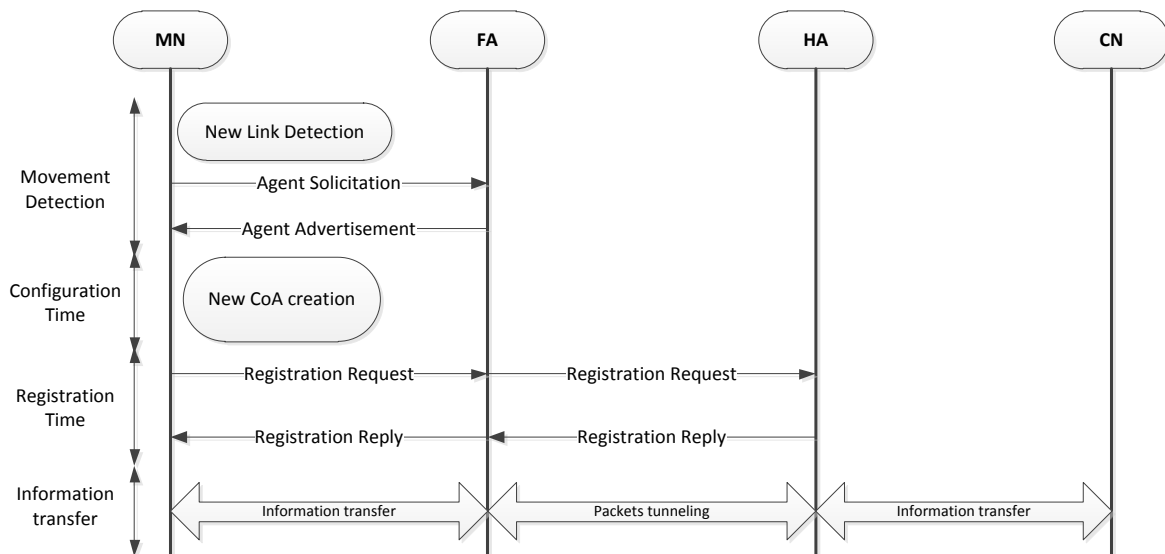 MN
FA
HA
CN
New Link Detection
Movement
Detection
Agent Solicitation
Agent Advertisement
Configuration
Time
New CoA creation
Registration
Time
Registration Request
Registration Request
Registration Reply
Registration Reply
Information
transfer
Information transfer
Packets tunneling
Information transfer